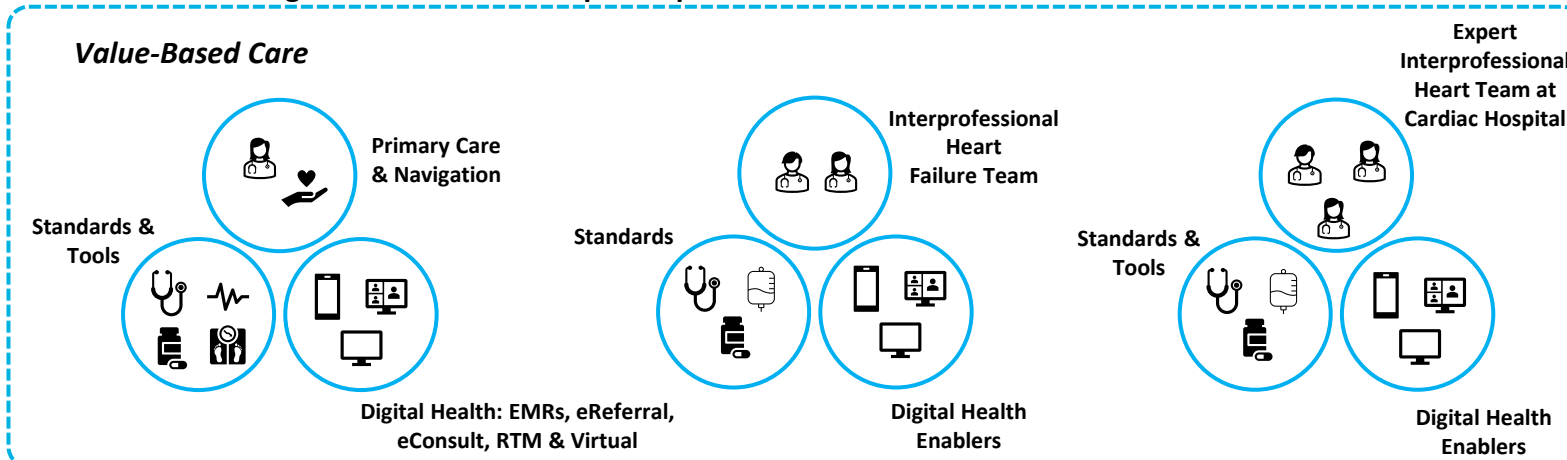 Value-Based Care
Primary Care
& Navigation
Standards &
Tools
Digital Health: EMRs, eReferral,
eConsult, RTM & Virtual
Interprofessional
Heart
Failure Team
Standards
Digital Health
Enablers
Expert
Interprofessional
Heart Team at
Cardiac Hospital
Standards &
Tools
Digital Health
Enablers